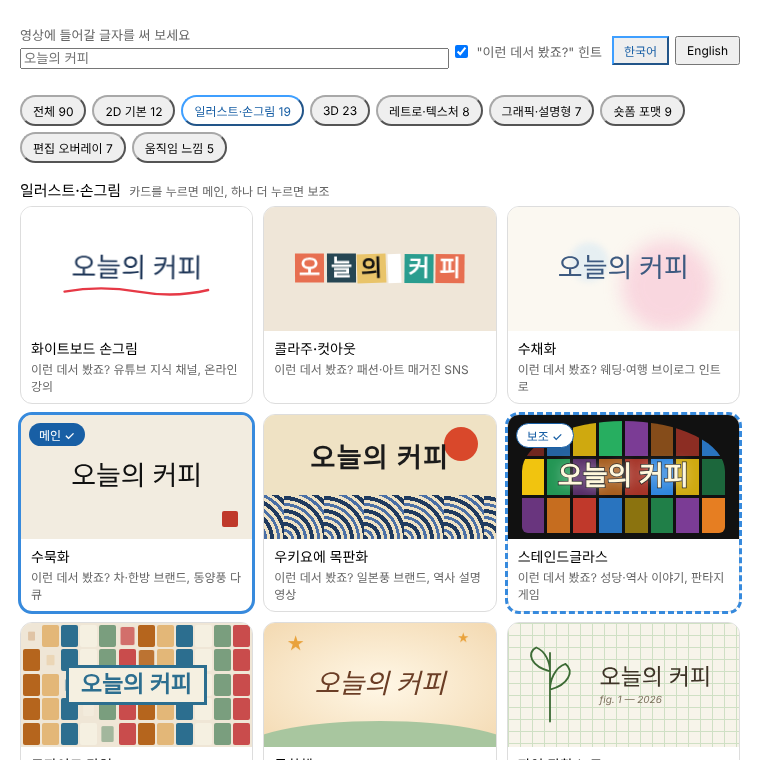 영상에 들어갈 글자를 써 보세요
오늘의 커피
"이런 데서 봤죠?" 힌트
한국어
English
전체 90
2D 기본 12
일러스트·손그림 19
3D 23
레트로·텍스처 8
그래픽·설명형 7
숏폼 포맷 9
편집 오버레이 7
움직임 느낌 5
일러스트·손그림 카드를 누르면 메인, 하나 더 누르면 보조
오늘의 커피
화이트보드 손그림
이런 데서 봤죠? 유튜브 지식 채널, 온라인
강의
오늘의 커피
콜라주·컷아웃
이런 데서 봤죠? 패션·아트 매거진 SNS
오늘의 커피
수채화
이런 데서 봤죠? 웨딩·여행 브이로그 인트
로
메인 ✓
오늘의 커피
수묵화
이런 데서 봤죠? 차·한방 브랜드, 동양풍 다
큐
오늘의 커피
우키요에 목판화
이런 데서 봤죠? 일본풍 브랜드, 역사 설명
영상
보조 ✓
오늘의 커피
스테인드글라스
이런 데서 봤죠? 성당·역사 이야기, 판타지
게임
오늘의 커피
오늘의 커피
오늘의 커피
fig. 1 — 2026